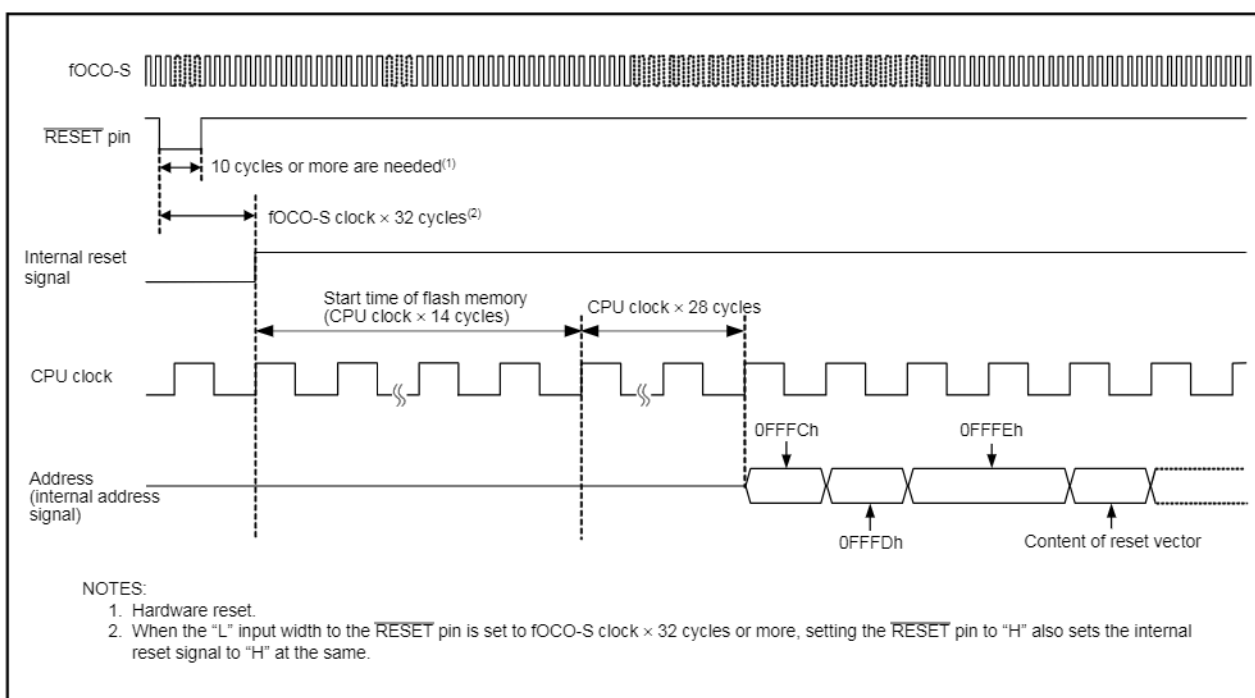 fOCO-S
RESET pin
10 cycles or more are needed(1)
fOCO-S clock × 32 cycles(2)
Internal reset
signal
Start time of flash memory
(CPU clock × 14 cycles)
CPU clock × 28 cycles
CPU clock
0FFFCh
0FFFEh
Address
(internal address
signal)
0FFFDh
Content of reset vector
NOTES:
1. Hardware reset.
2. When the “L” input width to the RESET pin is set to fOCO-S clock × 32 cycles or more, setting the RESET pin to “H” also sets the internal
reset signal to “H” at the same.